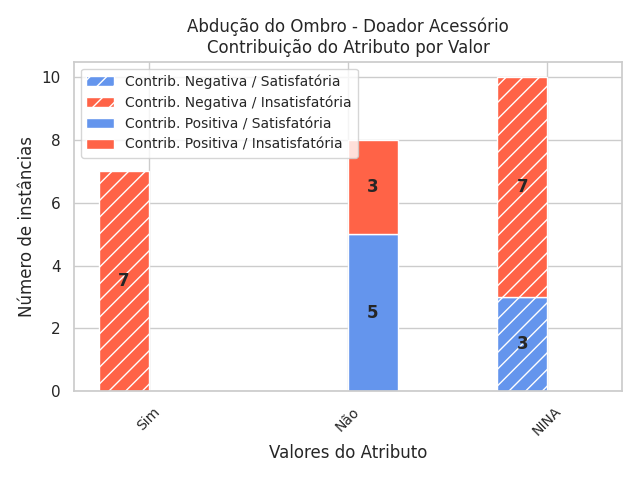 Abdução do Ombro - Doador Acessório
Contribuição do Atributo por Valor
Contrib. Negativa / Satisfatória
Contrib. Negativa / Insatisfatória
Contrib. Positiva / Satisfatória
Contrib. Positiva / Insatisfatória
Número de instâncias
10
8
6
4
2
0
7
3
5
7
3
Sim
Não
NINA
Valores do Atributo